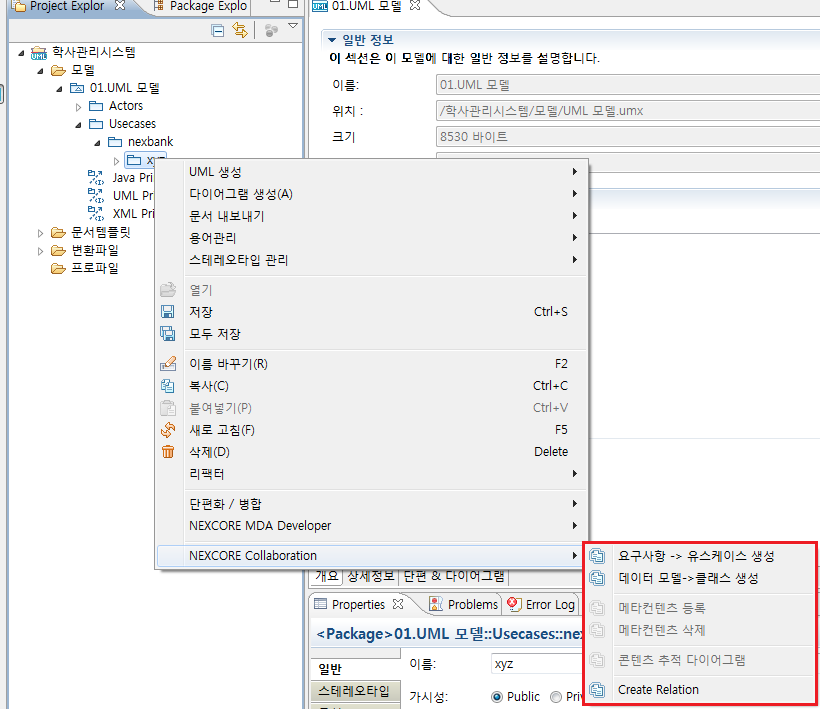 Project Explor
Package Explo
01.UML 모델
학사관리시스템
모델
01.UML 모델
Actors
Usecases
nexbank
xyz
Java Pri
UML Pr
XML Pri
문서템플릿
변환파일
프로파일
일반 정보
이 섹션은 이 모델에 대한 일반 정보를 설명합니다.
이름:
01.UML 모델
위치 :
/학사관리시스템/모델/UML 모델.umx
크기
8530 바이트
UML 생성
다이어그램 생성(A)
문서 내보내기
용어관리
스테레오타입 관리
열기
저장 Ctrl+S
모두 저장
이름 바꾸기(R) F2
복사(C) Ctrl+C
붙여넣기(P) Ctrl+V
새로 고침(F) F5
삭제(D) Delete
리팩터
단편화 / 병합
NEXCORE MDA Developer
NEXCORE Collaboration
요구사항 -> 유스케이스 생성
데이터 모델->클래스 생성
메타컨텐츠 등록
메타컨텐츠 삭제
콘텐츠 추적 다이어그램
Create Relation
개요 상세정보 단편 & 다이어그램
Properties
Problems
Error Log
<Package>01.UML 모델::Usecases::nex
일반
이름:
xyz
스테레오타입
가시성:
Public
Priv